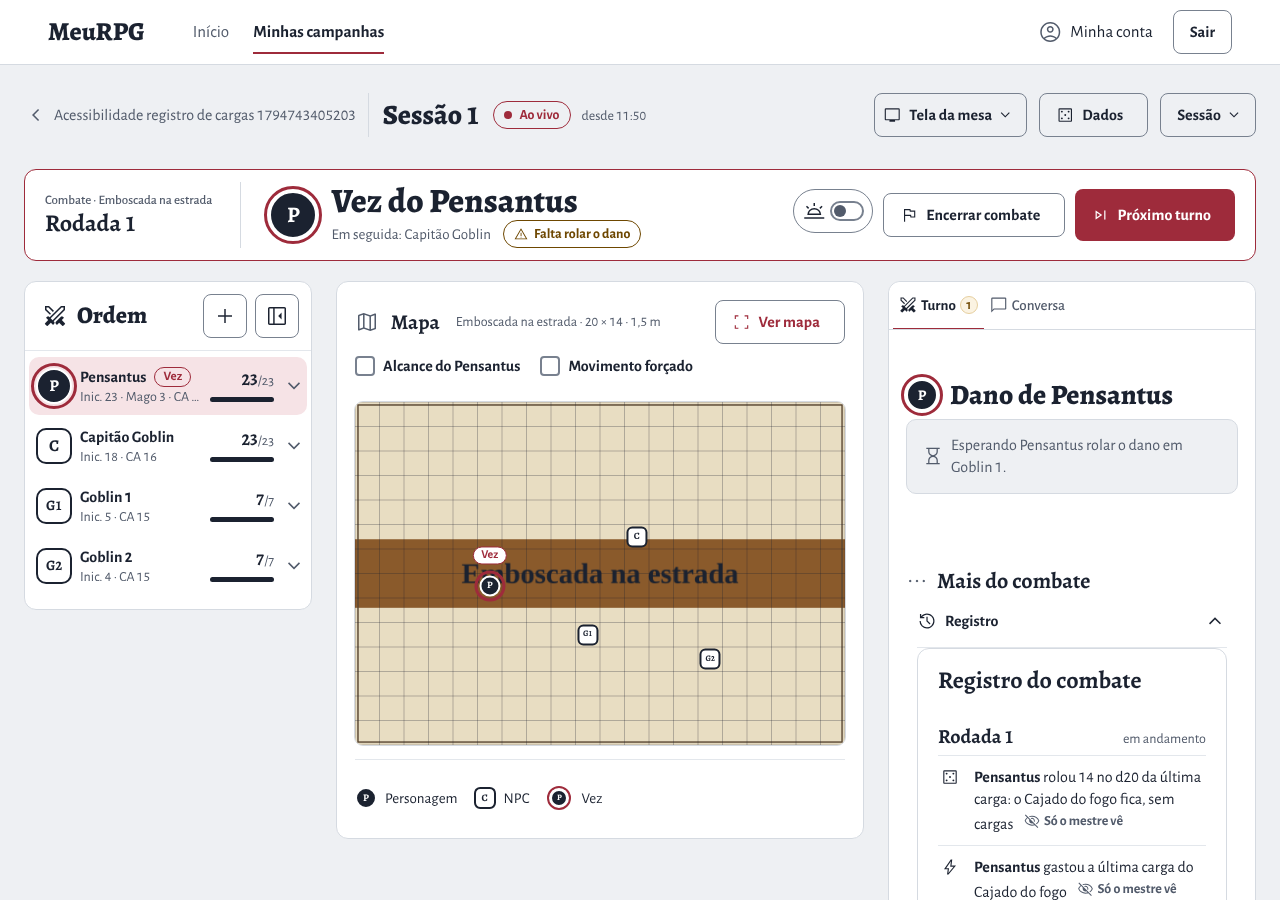 MeuRPG
Início
Minhas campanhas
Minha conta
Sair
Acessibilidade registro de cargas 1794743405203
Sessão 1
Ao vivo
desde 11:50
Tela da mesa
Dados
Sessão
Combate · Emboscada na estrada
Rodada 1
P
Vez do Pensantus
Em seguida: Capitão Goblin
Falta rolar o dano
Encerrar combate
Próximo turno
Ordem
P
Pensantus
Vez
Inic. 23 · Mago 3 · CA ...
23/23
C
Capitão Goblin
Inic. 18 · CA 16
23/23
G1
Goblin 1
Inic. 5 · CA 15
7/7
G2
Goblin 2
Inic. 4 · CA 15
7/7
Mapa
Emboscada na estrada · 20 × 14 · 1,5 m
Ver mapa
Alcance do Pensantus
Movimento forçado
C
Vez
Emboscada na estrada
P
G1
G2
P
Personagem
C
NPC
P
Vez
Turno
1
Conversa
P
Dano de Pensantus
Esperando Pensantus rolar o dano em
Goblin 1.
Mais do combate
Registro
Registro do combate
Rodada 1
em andamento
Pensantus rolou 14 no d20 da última
carga: o Cajado do fogo fica, sem
cargas
Só o mestre vê
Pensantus gastou a última carga do
Cajado do fogo
Só o mestre vê